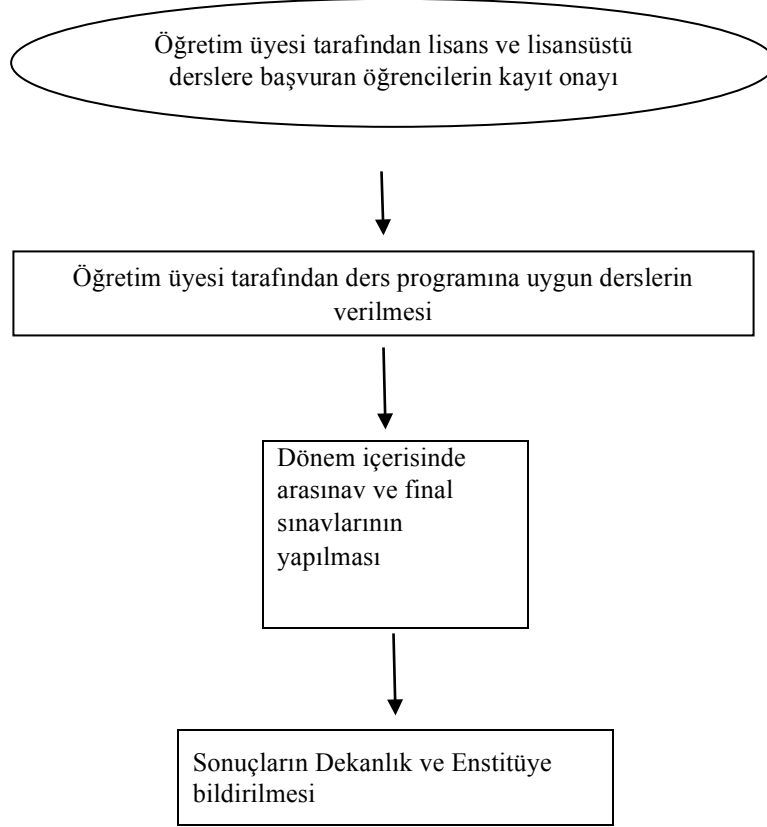 Öğretim üyesi tarafından lisans ve lisansüstü
derslere başvuran öğrencilerin kayıt onayı
Öğretim üyesi tarafından ders programına uygun derslerin
verilmesi
Dönem içerisinde
arasınav ve final
sınavlarının
yapılması
Sonuçların Dekanlık ve Enstitüye
bildirilmesi